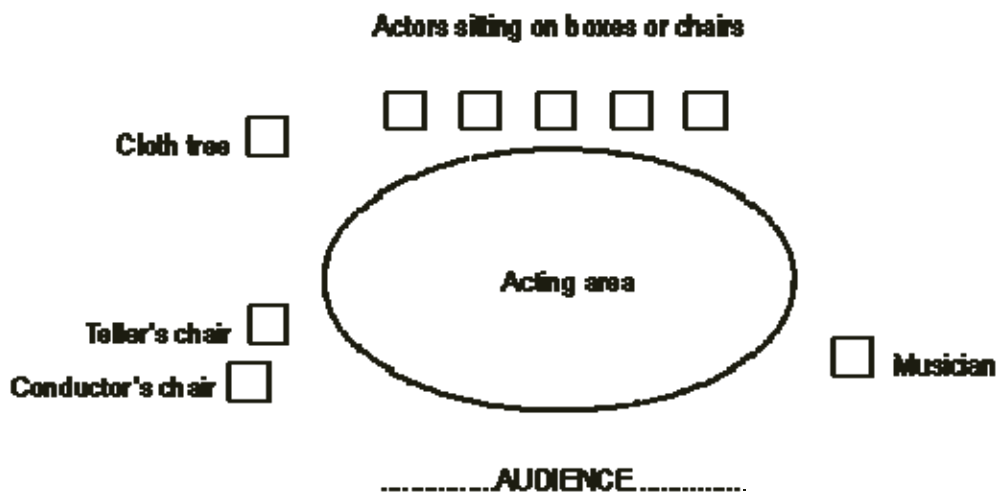 Actors sitting on boxes or chairs
Cloth tree
Acting area
Teller's chair
Musician
Conductor's chair
..............AUDIENCE..............